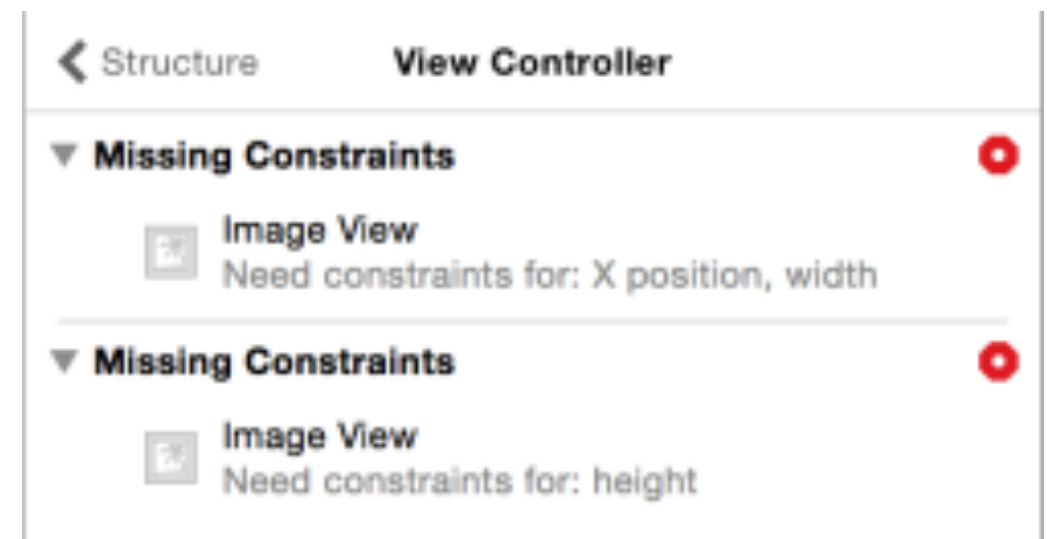 Structure
View Controller
Missing Constraints
Image View
Need constraints for: X position, width
Missing Constraints
Image View
Need constraints for: height